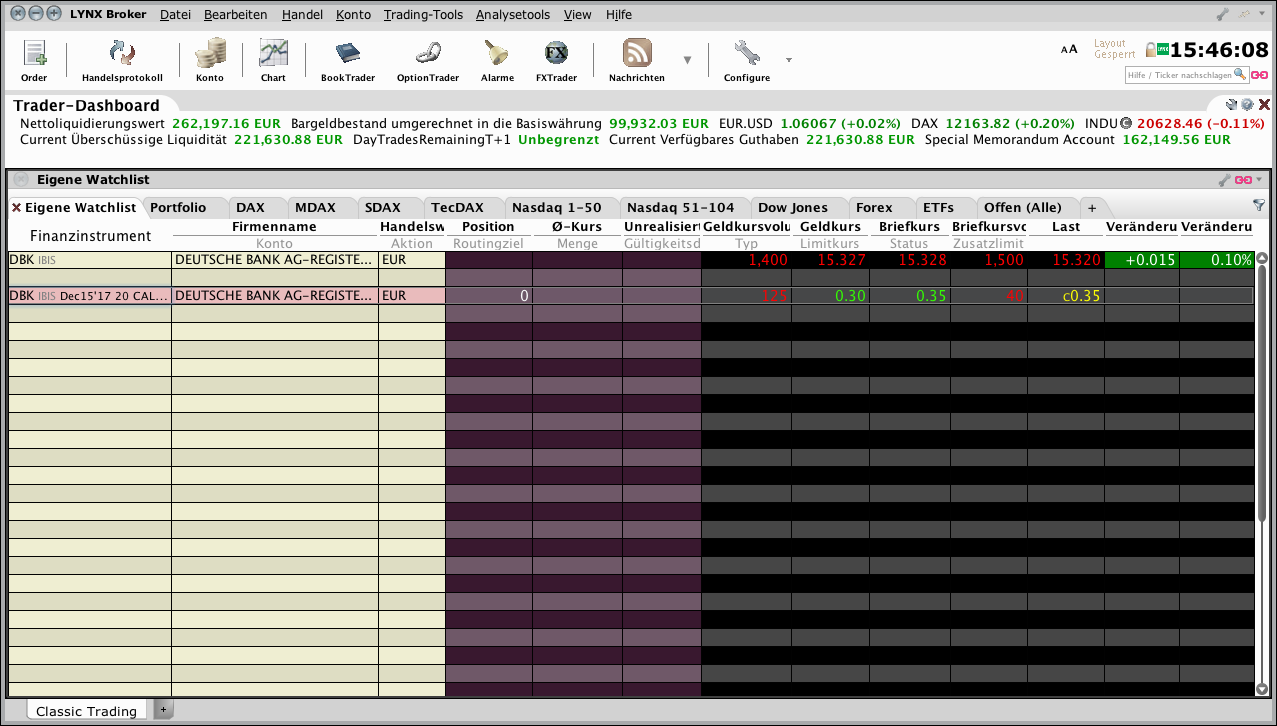 LYNX Broker Datei Bearbeiten Handel Konto Trading-Tools Analysetools View Hilfe
Order Handelsprotokoll Konto Chart BookTrader OptionTrader Alarme FX FXTrader Nachrichten Configure
A A Layout Gesperrt LYNX 15:46:08
Hilfe / Ticker nachschlagen
Trader-Dashboard
Nettoliquidierungswert 262,197.16 EUR Bargeldbestand umgerechnet in die Basiswährung 99,932.03 EUR EUR.USD 1.06067 (+0.02%) DAX 12163.82 (+0.20%) INDU C 20628.46 (-0.11%)
Current Überschüssige Liquidität 221,630.88 EUR DayTradesRemainingT+1 Unbegrenzt Current Verfügbares Guthaben 221,630.88 EUR Special Memorandum Account 162,149.56 EUR
Eigene Watchlist
Eigene Watchlist Portfolio DAX MDAX SDAX TecDAX Nasdaq 1-50 Nasdaq 51-104 Dow Jones Forex ETFs Offen (Alle) +
Finanzinstrument Firmenname Handelsw Position Ø-Kurs Unrealisiert Geldkursvolu Geldkurs Briefkurs Briefkursvo Last Veränderu Veränderu
Konto Aktion Routingziel Menge Gültigkeitsd Typ Limitkurs Status Zusatzlimit
DBK IBIS DEUTSCHE BANK AG-REGISTE... EUR 1,400 15.327 15.328 1,500 15.320 +0.015 0.10%
DBK IBIS Dec15'17 20 CAL... DEUTSCHE BANK AG-REGISTE... EUR 0 125 0.30 0.35 40 c0.35
Classic Trading +